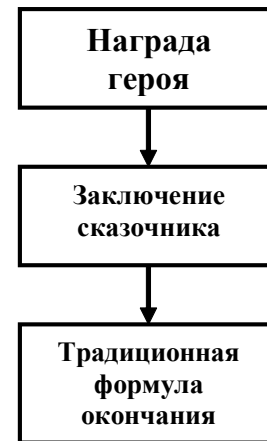 Награда
героя
Заключение
сказочника
Традиционная
формула
окончания